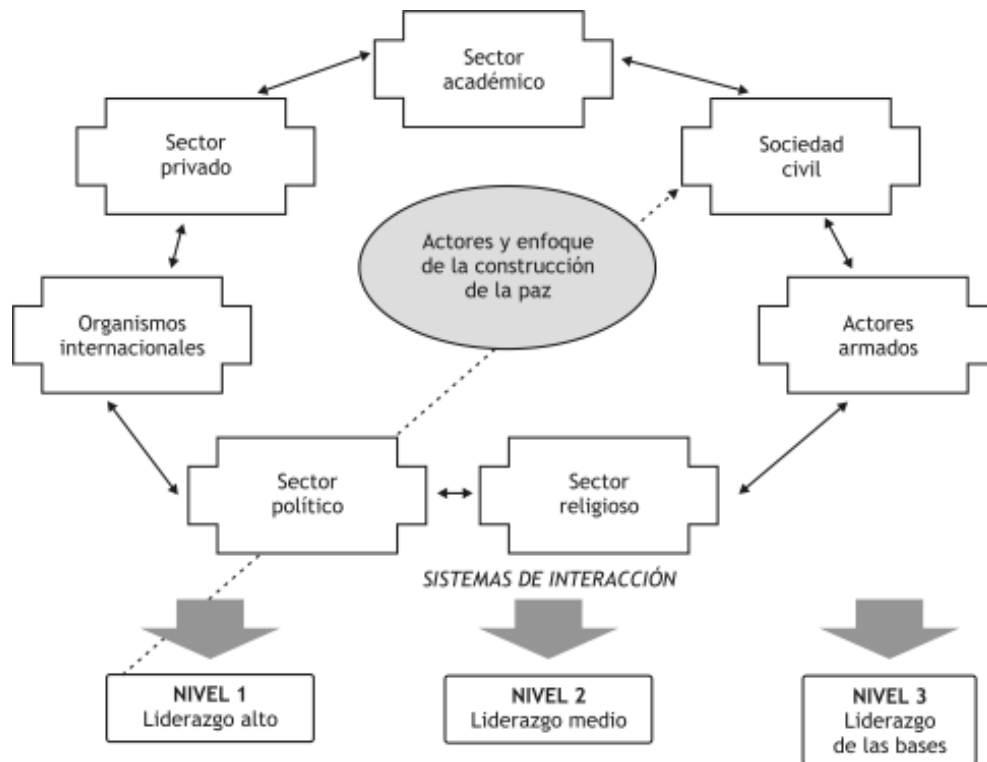 Sector
académico
Sector
privado
Sociedad
civil
Actores y enfoque
de la construcción
de la paz
Organismos
internacionales
Actores
armados
Sector
político
Sector
religioso
SISTEMAS DE INTERACCIÓN
NIVEL 1
Liderazgo alto
NIVEL 2
Liderazgo medio
NIVEL 3
Liderazgo
de las bases